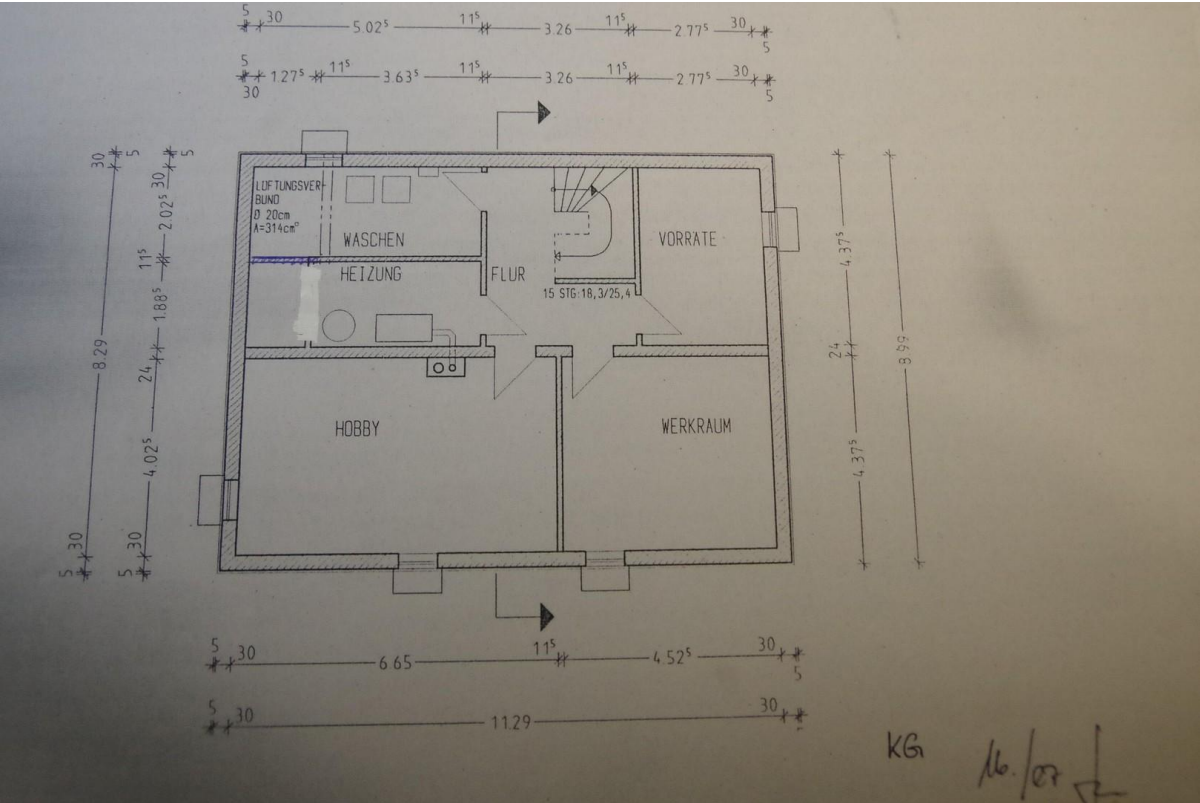 5 30 5.02⁵ 11⁵ 3.26 11⁵ 2.77⁵ 30 5
5 30 1.27⁵ 11⁵ 3.63⁵ 11⁵ 3.26 11⁵ 2.77⁵ 30 5
LÜFTUNGSVER-
BUND
Ø 20cm
A=314cm²
WASCHEN
HEIZUNG
FLUR
VORRÄTE
15 STG:18,3/25,4
HOBBY
WERKRAUM
5 30 8.29 30 5
5 30 2.02⁵ 11⁵ 1.88⁵ 24 4.02⁵ 30 5
4.37⁵ 24 4.37⁵
8.99
5 30 6.65 11⁵ 4.52⁵ 30 5
5 30 11.29 30
KG